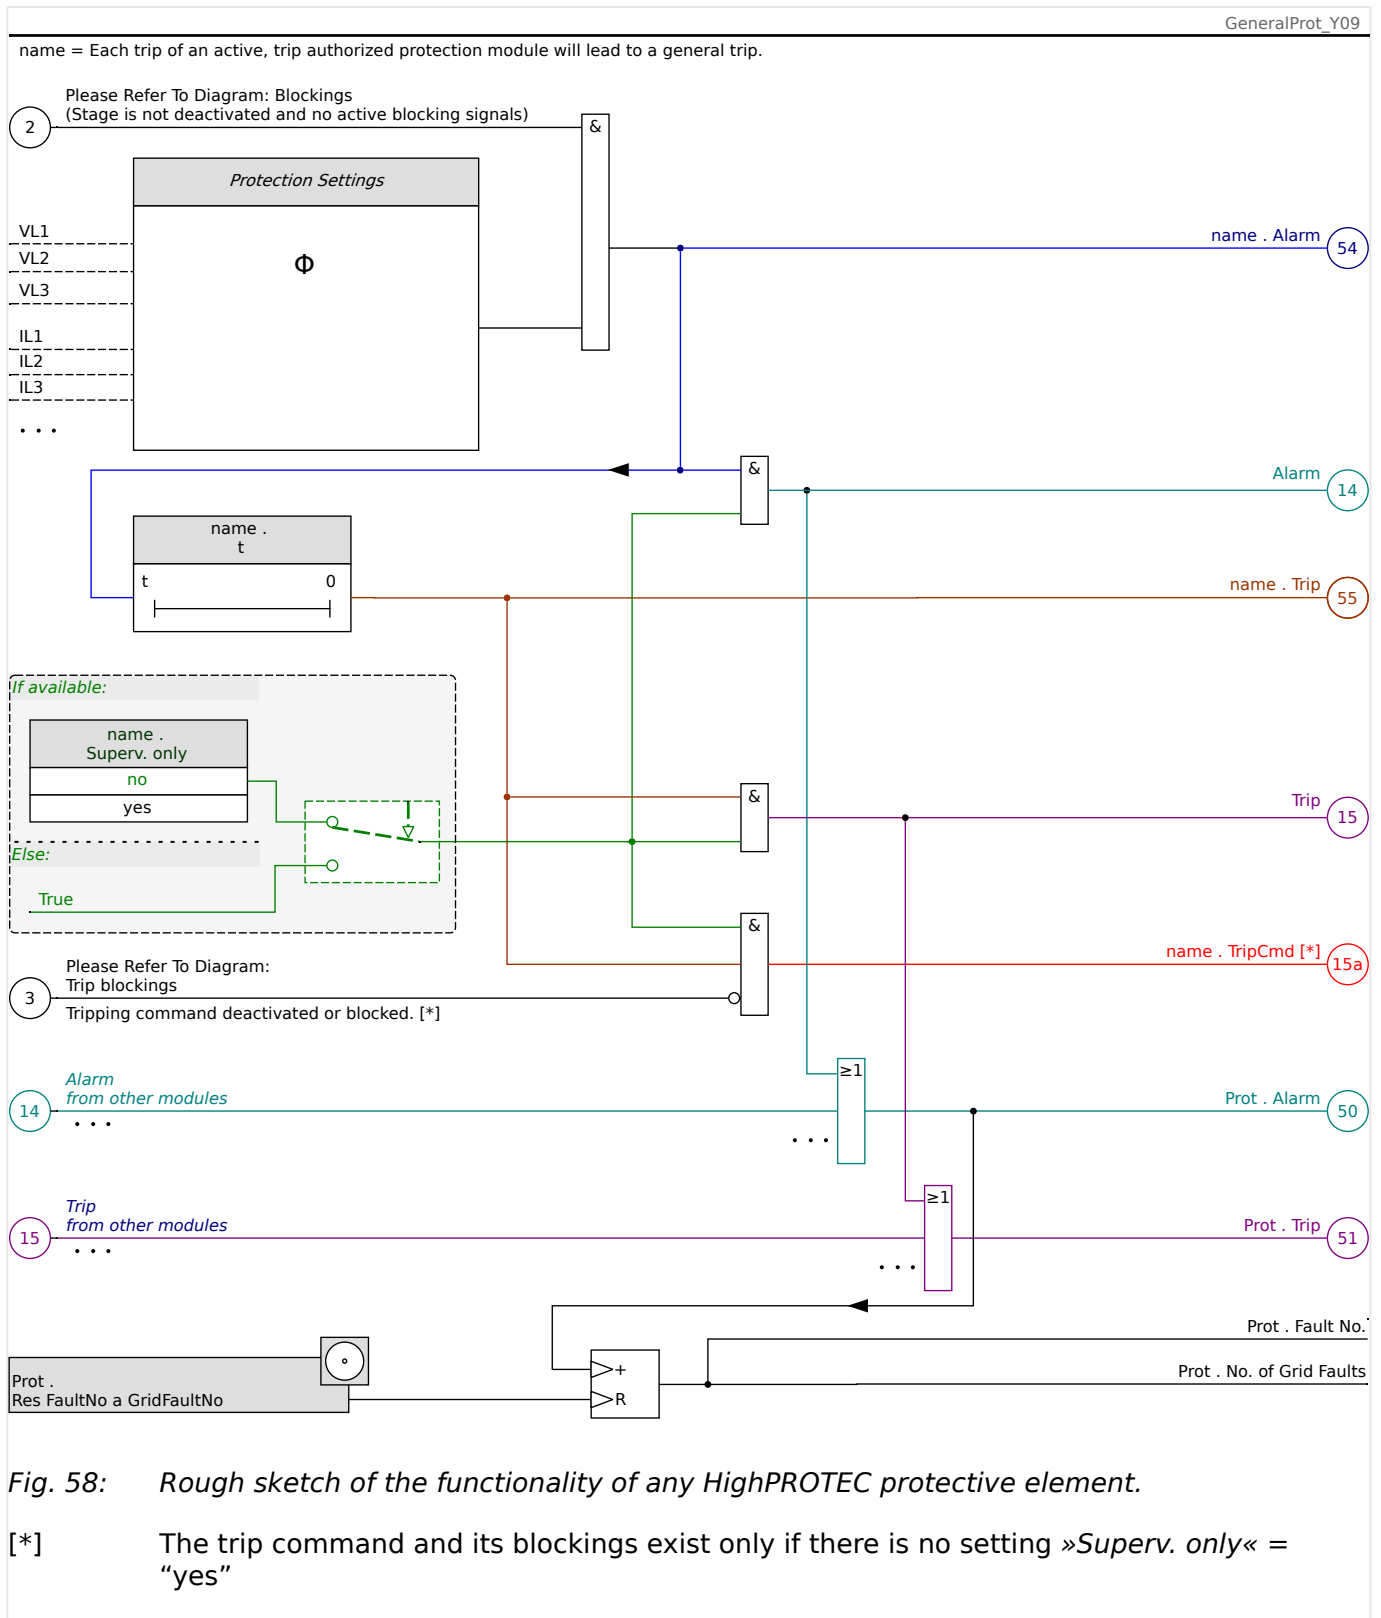 GeneralProt_Y09
name = Each trip of an active, trip authorized protection module will lead to a general trip.
Please Refer To Diagram: Blockings
(Stage is not deactivated and no active blocking signals)
2
&
Protection Settings
Φ
VL1
VL2
VL3
IL1
IL2
IL3
. . .
name . Alarm
54
&
Alarm
14
name .
t
t 0
name . Trip
55
If available:
name .
Superv. only
no
yes
Else:
True
&
Trip
15
&
name . TripCmd [*]
15a
Please Refer To Diagram:
Trip blockings
3
Tripping command deactivated or blocked. [*]
Alarm
from other modules
14
. . .
≥1
. . .
Prot . Alarm
50
Trip
from other modules
15
. . .
≥1
. . .
Prot . Trip
51
Prot .
Res FaultNo a GridFaultNo
+
R
Prot . Fault No.
Prot . No. of Grid Faults
Fig. 58: Rough sketch of the functionality of any HighPROTEC protective element.
[*] The trip command and its blockings exist only if there is no setting »Superv. only« =
“yes”